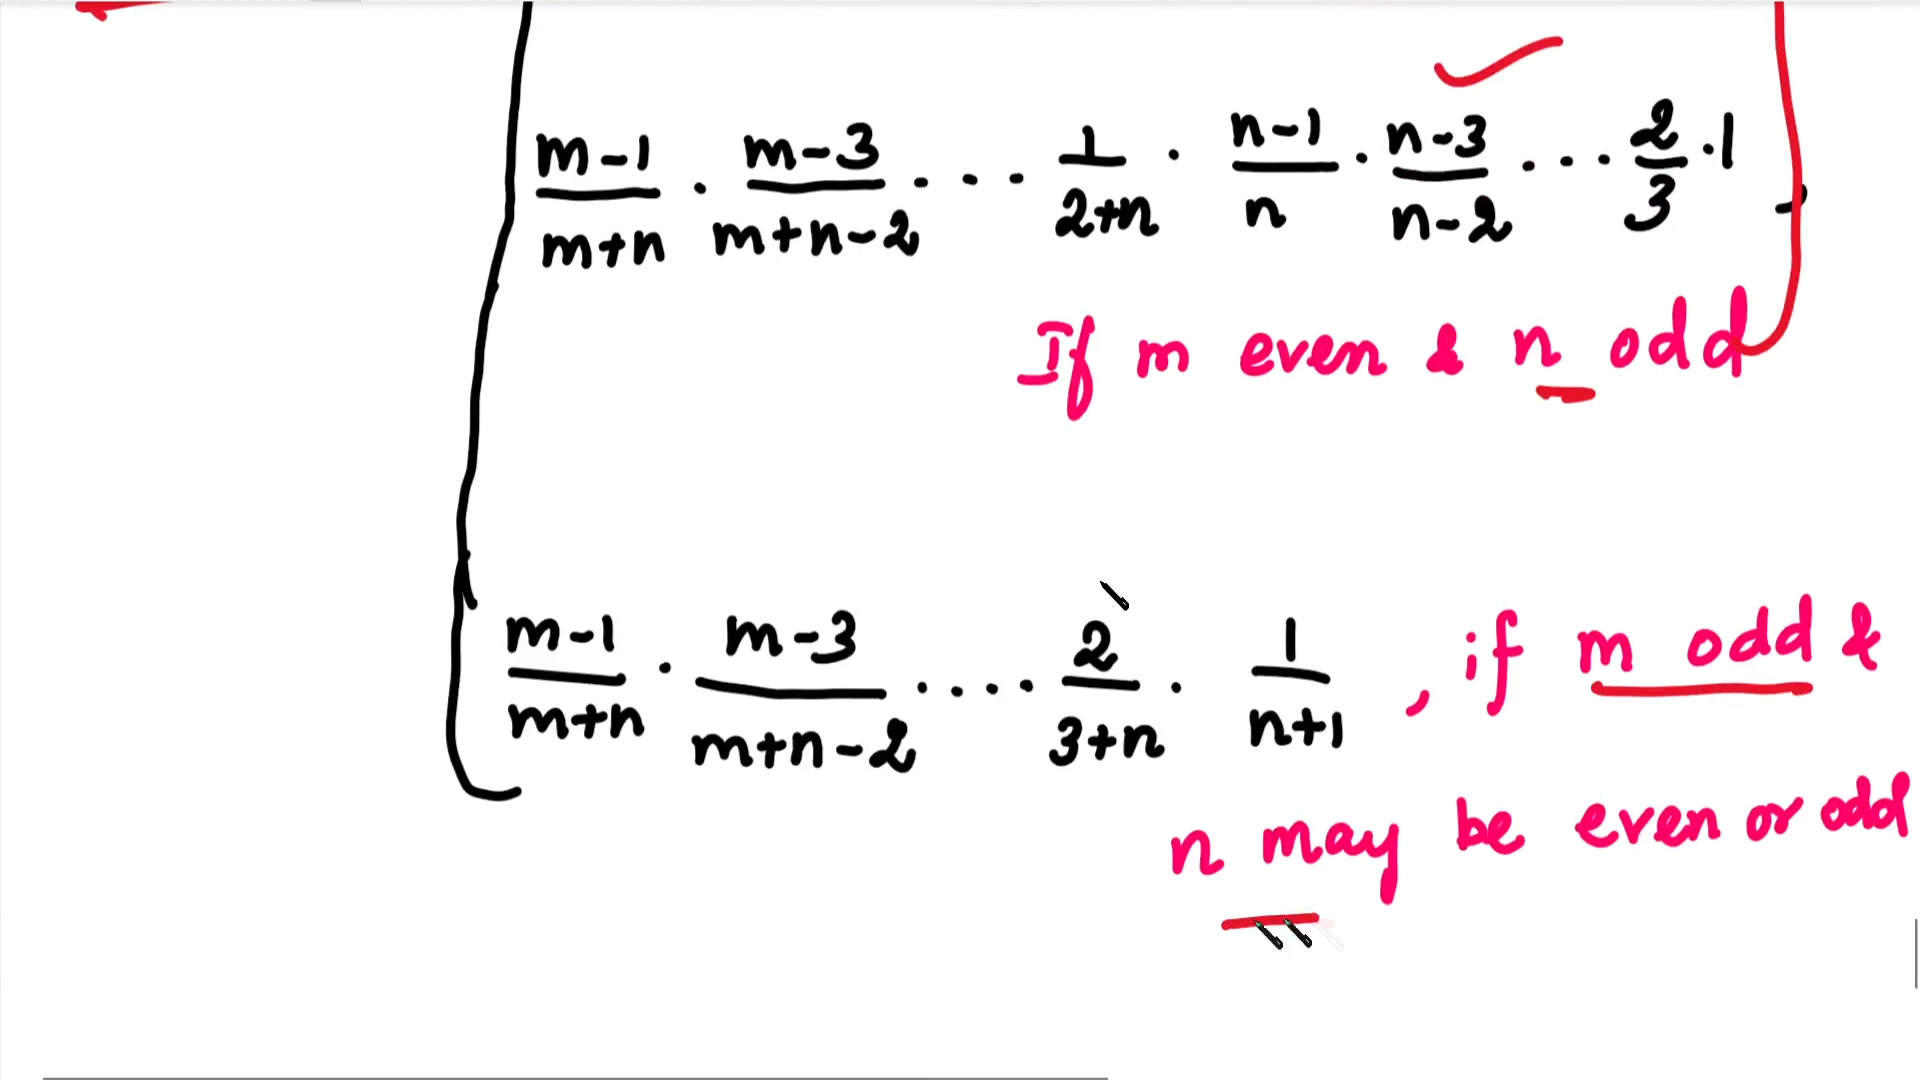 m-1/m+n · m-3/m+n-2 . . . . 1/2+n · n-1/n · n-3/n-2 . . . . 2/3 · 1 ,
If m even & n odd
m-1/m+n · m-3/m+n-2 . . . . 2/3+n · 1/n+1 , if m odd &
n may be even or odd